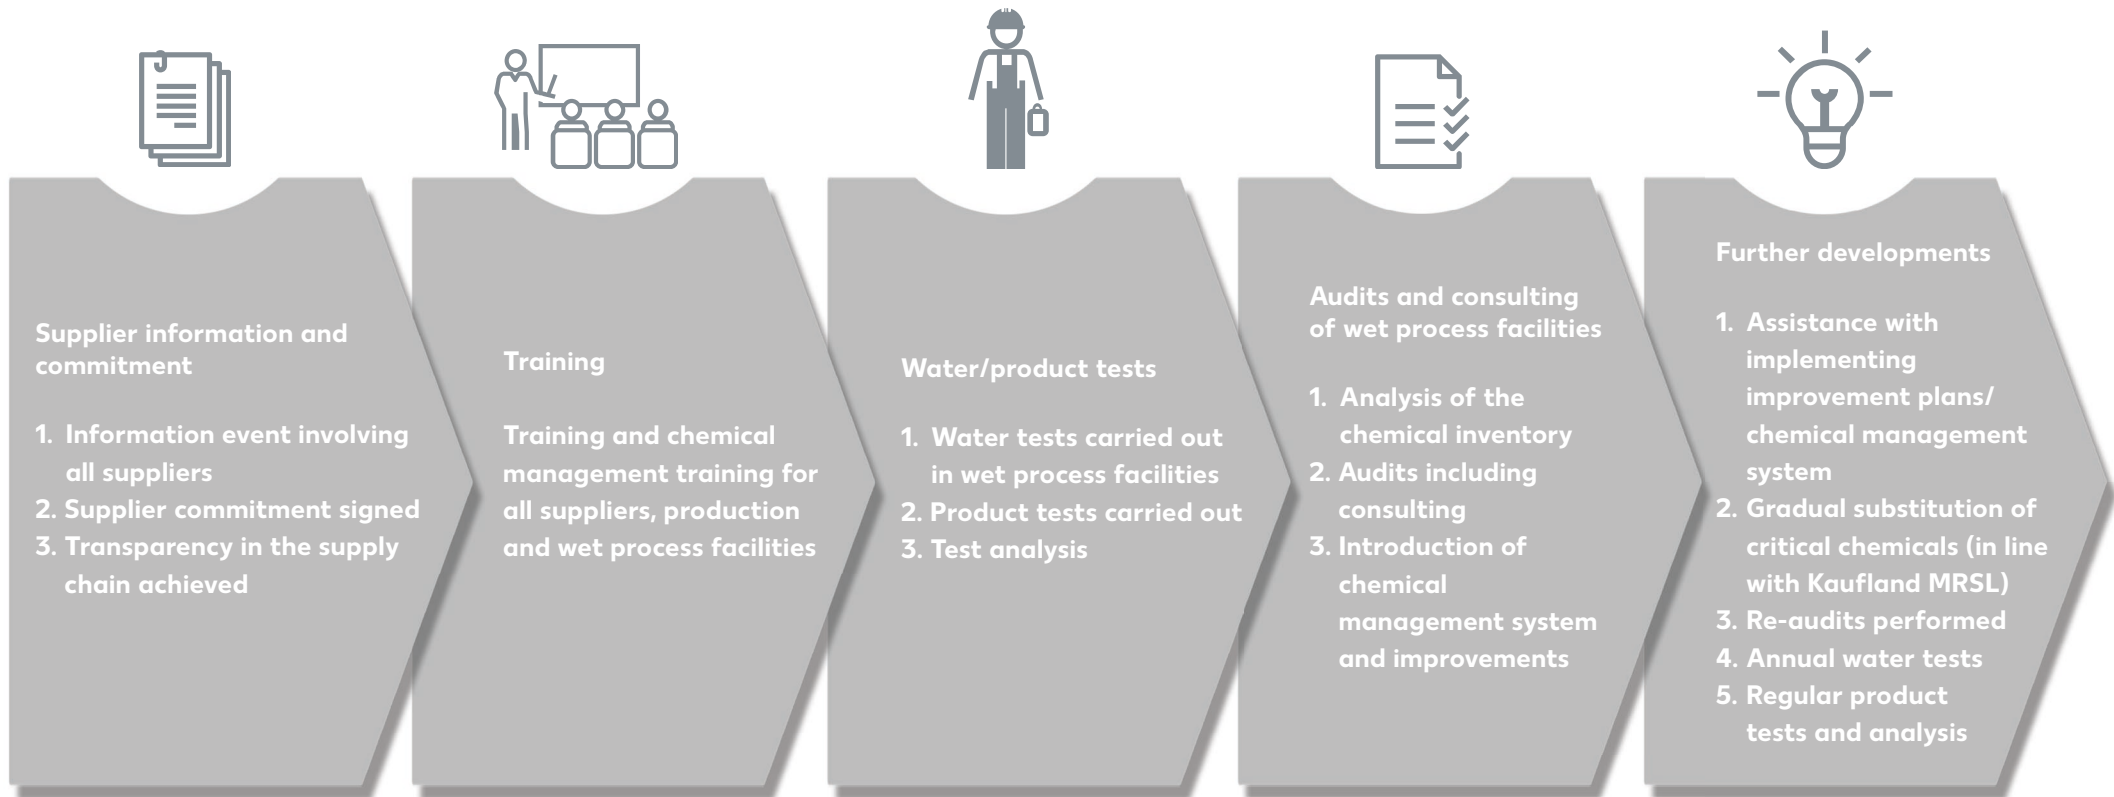 Supplier information and
commitment
1. Information event involving
all suppliers
2. Supplier commitment signed
3. Transparency in the supply
chain achieved
Training
Training and chemical
management training for
all suppliers, production
and wet process facilities
Water/product tests
1. Water tests carried out
in wet process facilities
2. Product tests carried out
3. Test analysis
Audits and consulting
of wet process facilities
1. Analysis of the
chemical inventory
2. Audits including
consulting
3. Introduction of
chemical
management system
and improvements
Further developments
1. Assistance with
implementing
improvement plans/
chemical management
system
2. Gradual substitution of
critical chemicals (in line
with Kaufland MRSL)
3. Re-audits performed
4. Annual water tests
5. Regular product
tests and analysis